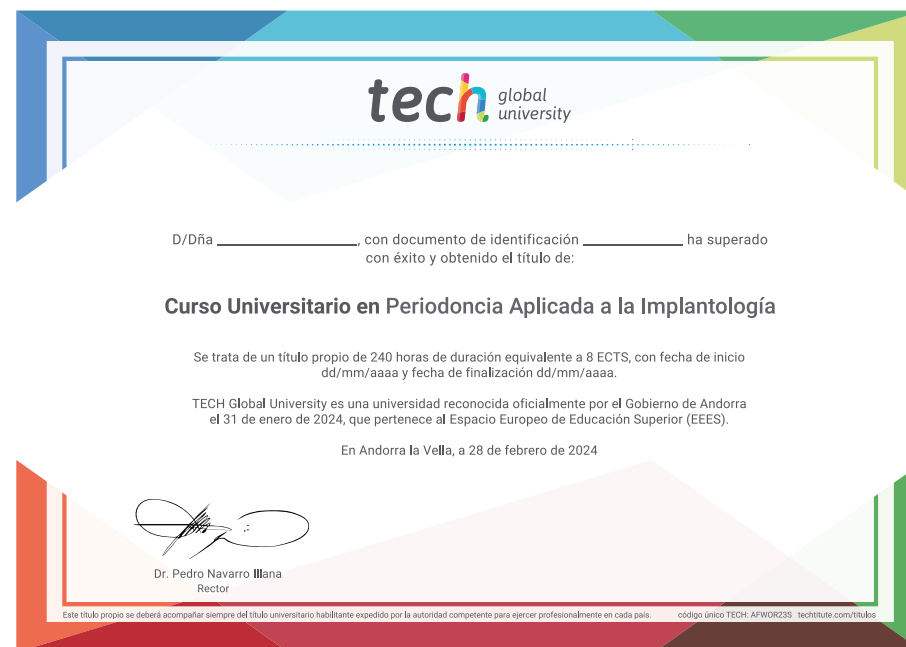 tech global university
D/Dña ____________________, con documento de identificación ______________ ha superado
con éxito y obtenido el título de:
Curso Universitario en Periodoncia Aplicada a la Implantología
Se trata de un título propio de 240 horas de duración equivalente a 8 ECTS, con fecha de inicio
dd/mm/aaaa y fecha de finalización dd/mm/aaaa.
TECH Global University es una universidad reconocida oficialmente por el Gobierno de Andorra
el 31 de enero de 2024, que pertenece al Espacio Europeo de Educación Superior (EEES).
En Andorra la Vella, a 28 de febrero de 2024
Dr. Pedro Navarro Illana
Rector
Este título propio se deberá acompañar siempre del título universitario habilitante expedido por la autoridad competente para ejercer profesionalmente en cada país. código único TECH: AFWOR23S techtitute.com/titulos